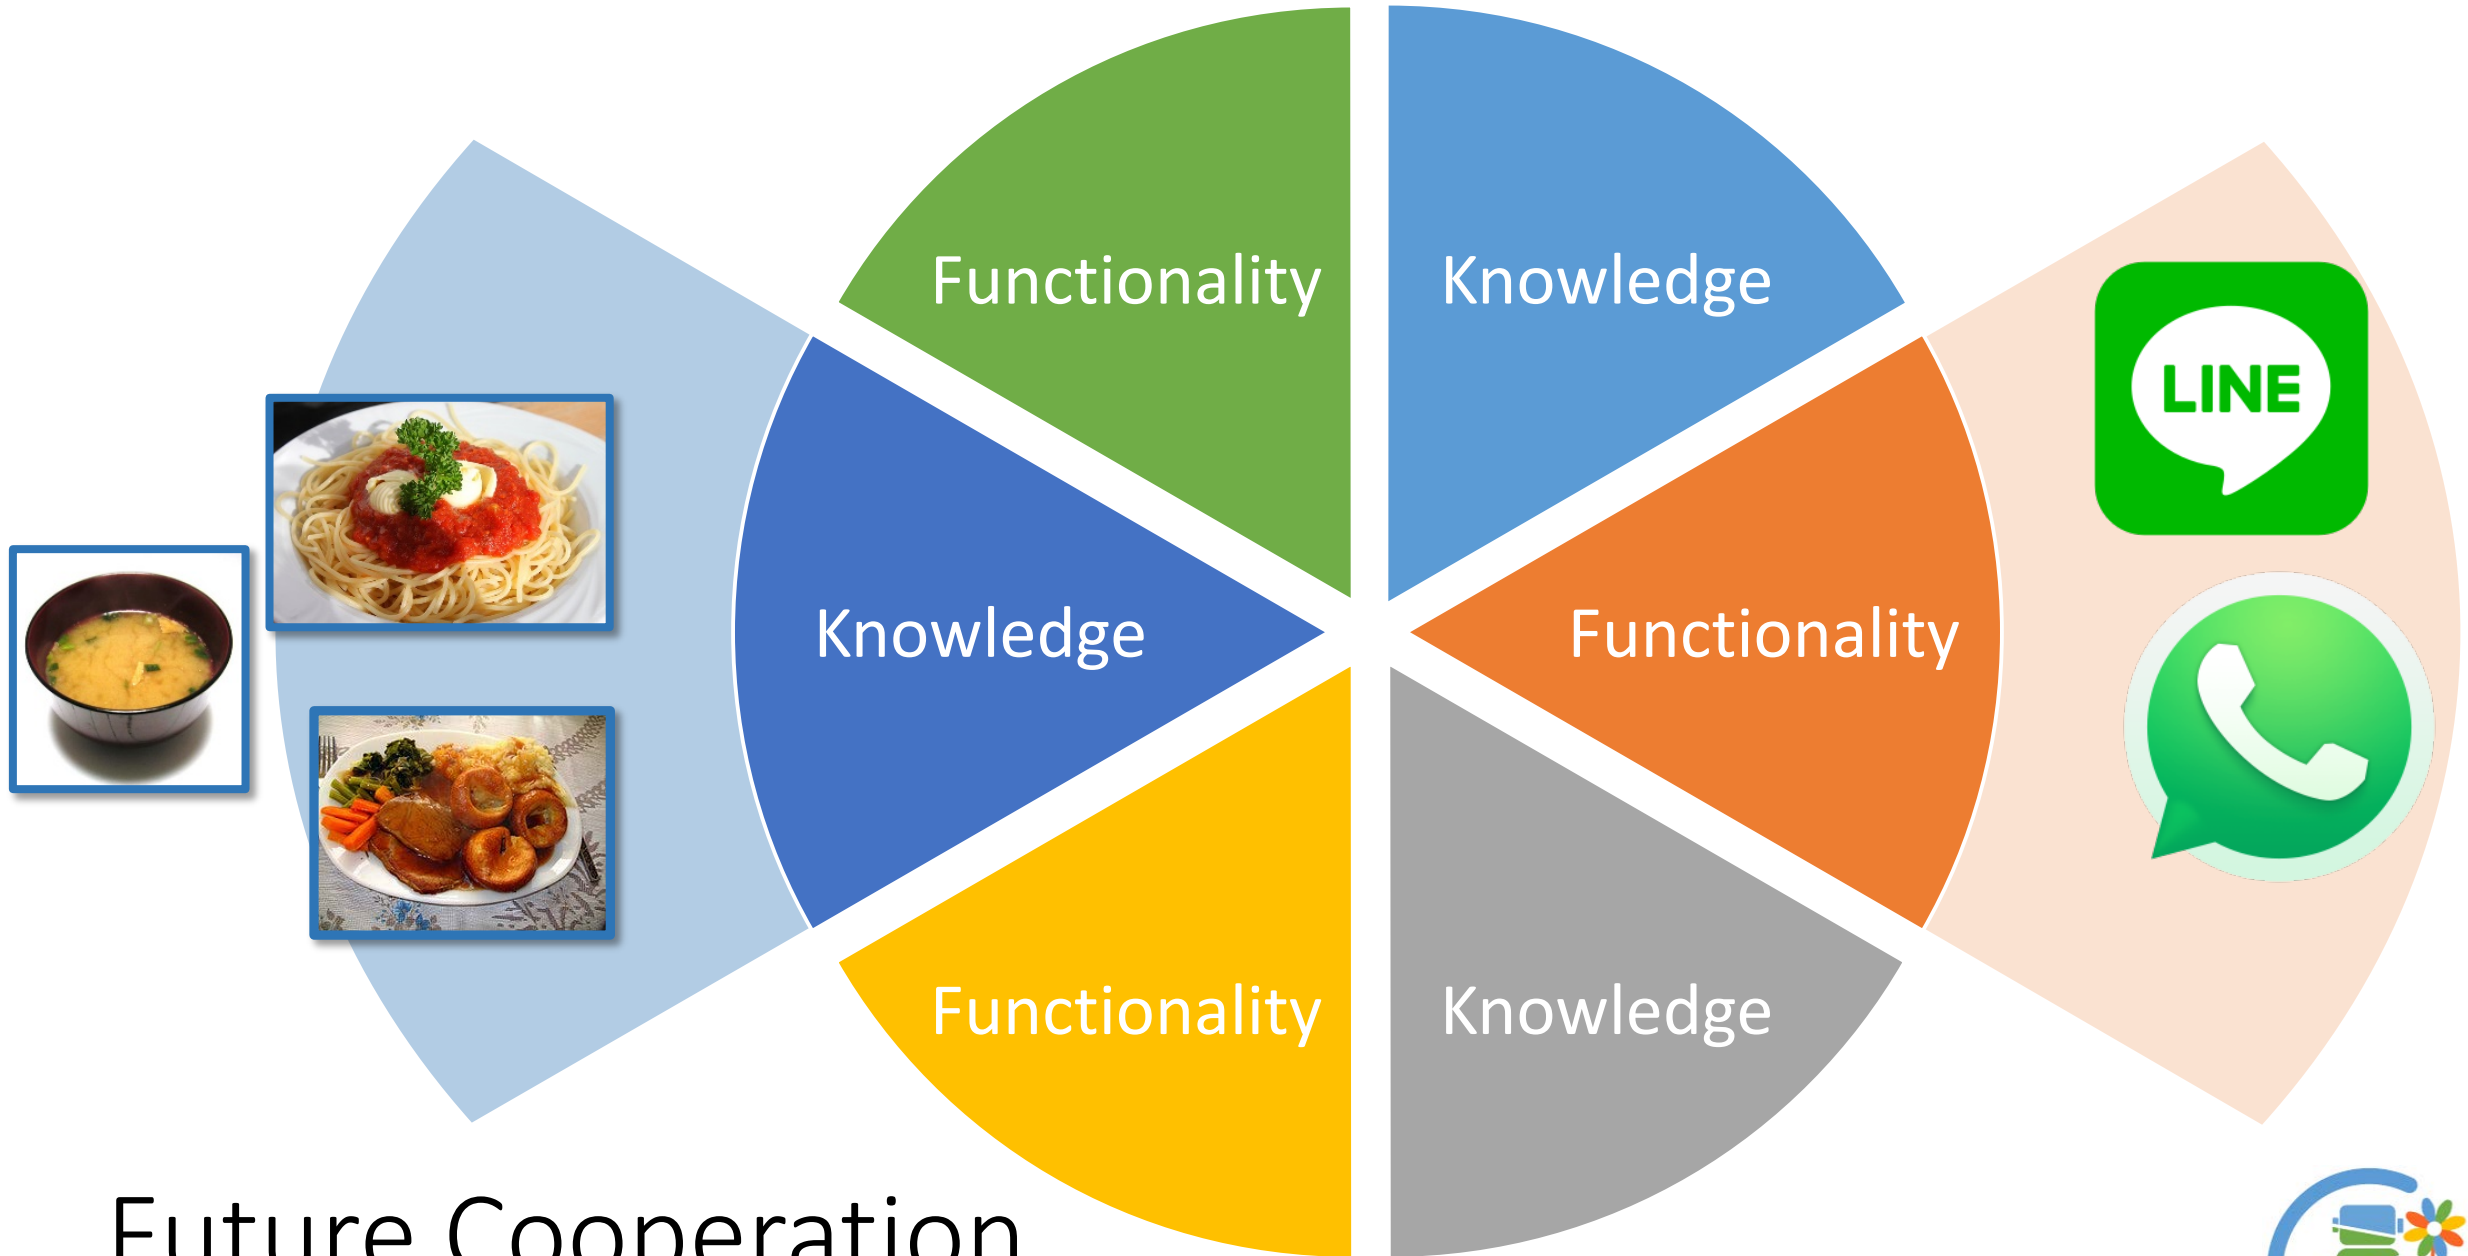 Functionality
Knowledge
LINE
Knowledge
Functionality
Functionality
Knowledge
Future Cooperation